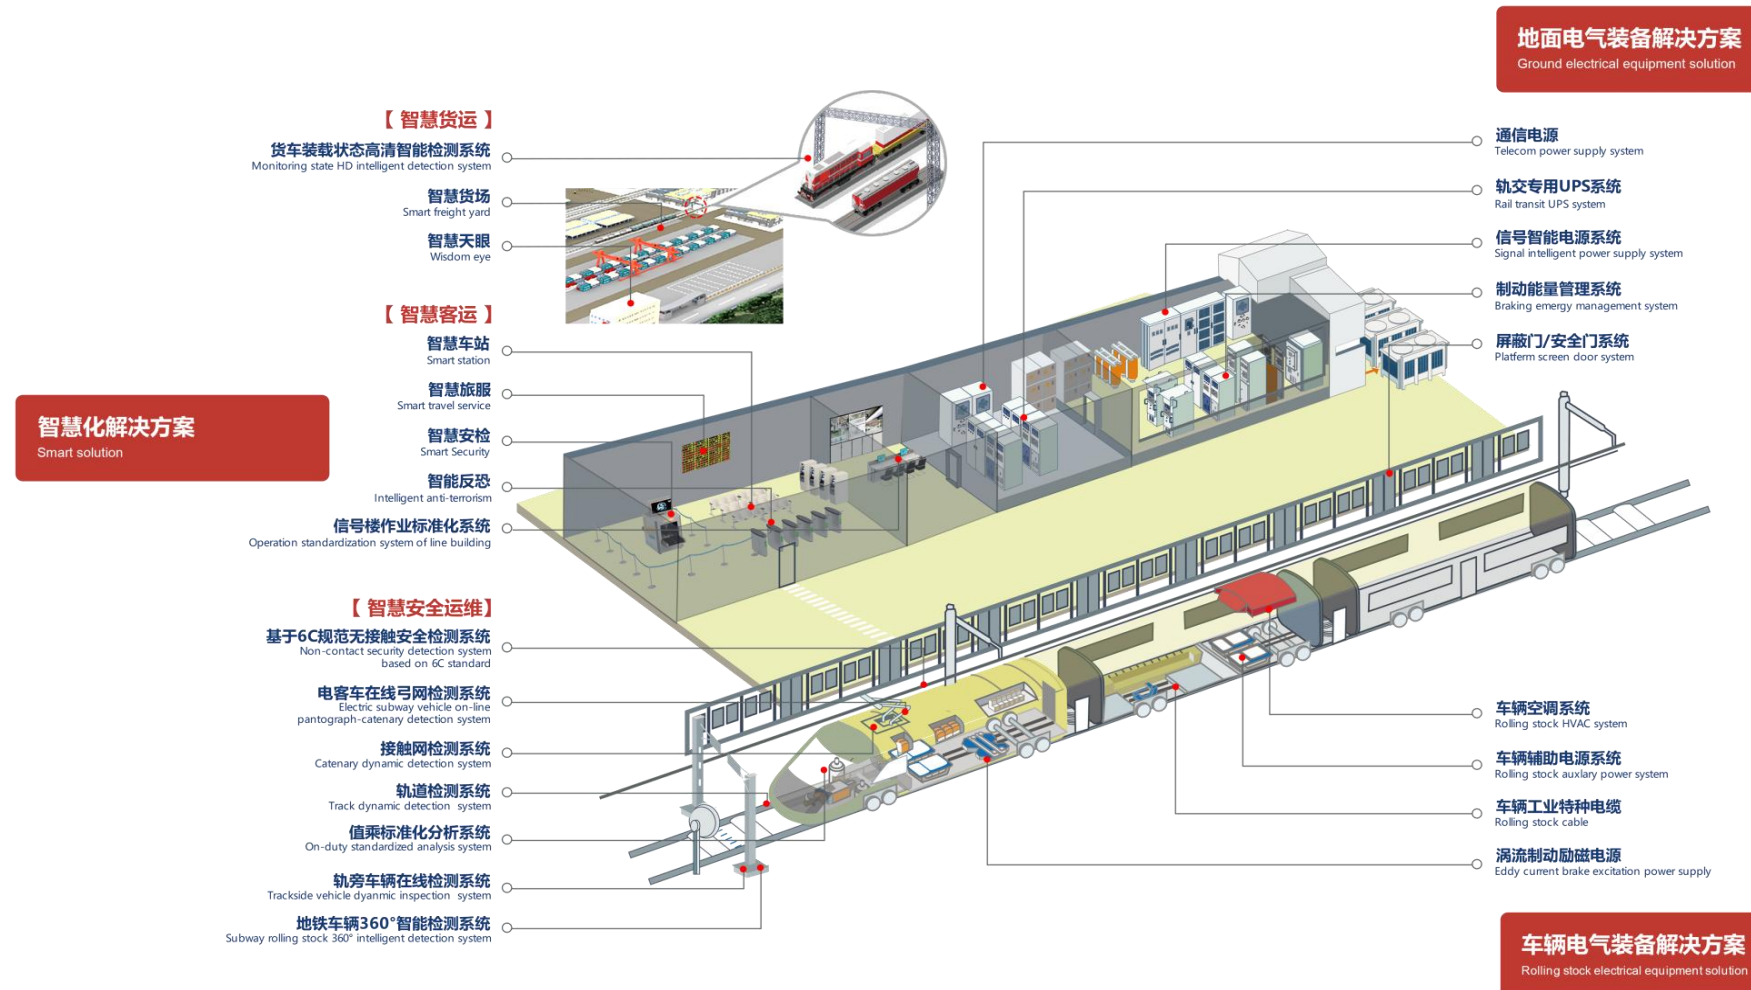 地面电气装备解决方案
Ground electrical equipment solution
【 智慧货运 】
货车装载状态高清智能检测系统
Monitoring state HD intelligent detection system
智慧货场
Smart freight yard
智慧天眼
Wisdom eye
【 智慧客运 】
智慧车站
Smart station
智慧旅服
Smart travel service
智慧安检
Smart Security
智能反恐
Intelligent anti-terrorism
信号楼作业标准化系统
Operation standardization system of line building
智慧化解决方案
Smart solution
【 智慧安全运维】
基于6C规范无接触安全检测系统
Non-contact security detection system
based on 6C standard
电客车在线弓网检测系统
Electric subway vehicle on-line
pantograph-catenary detection system
接触网检测系统
Catenary dynamic detection system
轨道检测系统
Track dynamic detection system
值乘标准化分析系统
On-duty standardized analysis system
轨旁车辆在线检测系统
Trackside vehicle dyanmic inspection system
地铁车辆360°智能检测系统
Subway rolling stock 360° intelligent detection system
通信电源
Telecom power supply system
轨交专用UPS系统
Rail transit UPS system
信号智能电源系统
Signal intelligent power supply system
制动能量管理系统
Braking emergy management system
屏蔽门/安全门系统
Platferm screen door system
车辆空调系统
Rolling stock HVAC system
车辆辅助电源系统
Rolling stock auxlary power system
车辆工业特种电缆
Rolling stock cable
涡流制动励磁电源
Eddy current brake excitation power supply
车辆电气装备解决方案
Rolling stock electrical equipment solution